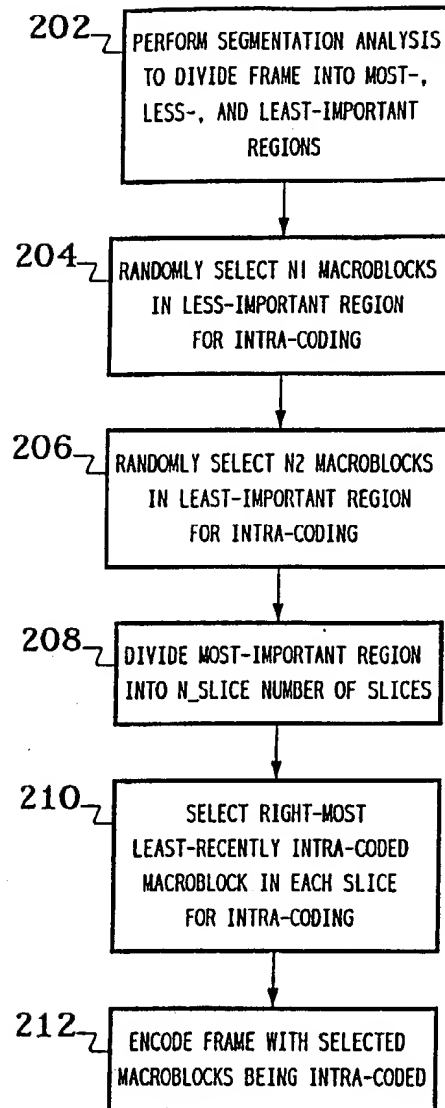 202
PERFORM SEGMENTATION ANALYSIS
TO DIVIDE FRAME INTO MOST-,
LESS-, AND LEAST-IMPORTANT
REGIONS
204
RANDOMLY SELECT N1 MACROBLOCKS
IN LESS-IMPORTANT REGION
FOR INTRA-CODING
206
RANDOMLY SELECT N2 MACROBLOCKS
IN LEAST-IMPORTANT REGION
FOR INTRA-CODING
208
DIVIDE MOST-IMPORTANT REGION
INTO N_SLICE NUMBER OF SLICES
210
SELECT RIGHT-MOST
LEAST-RECENTLY INTRA-CODED
MACROBLOCK IN EACH SLICE
FOR INTRA-CODING
212
ENCODE FRAME WITH SELECTED
MACROBLOCKS BEING INTRA-CODED